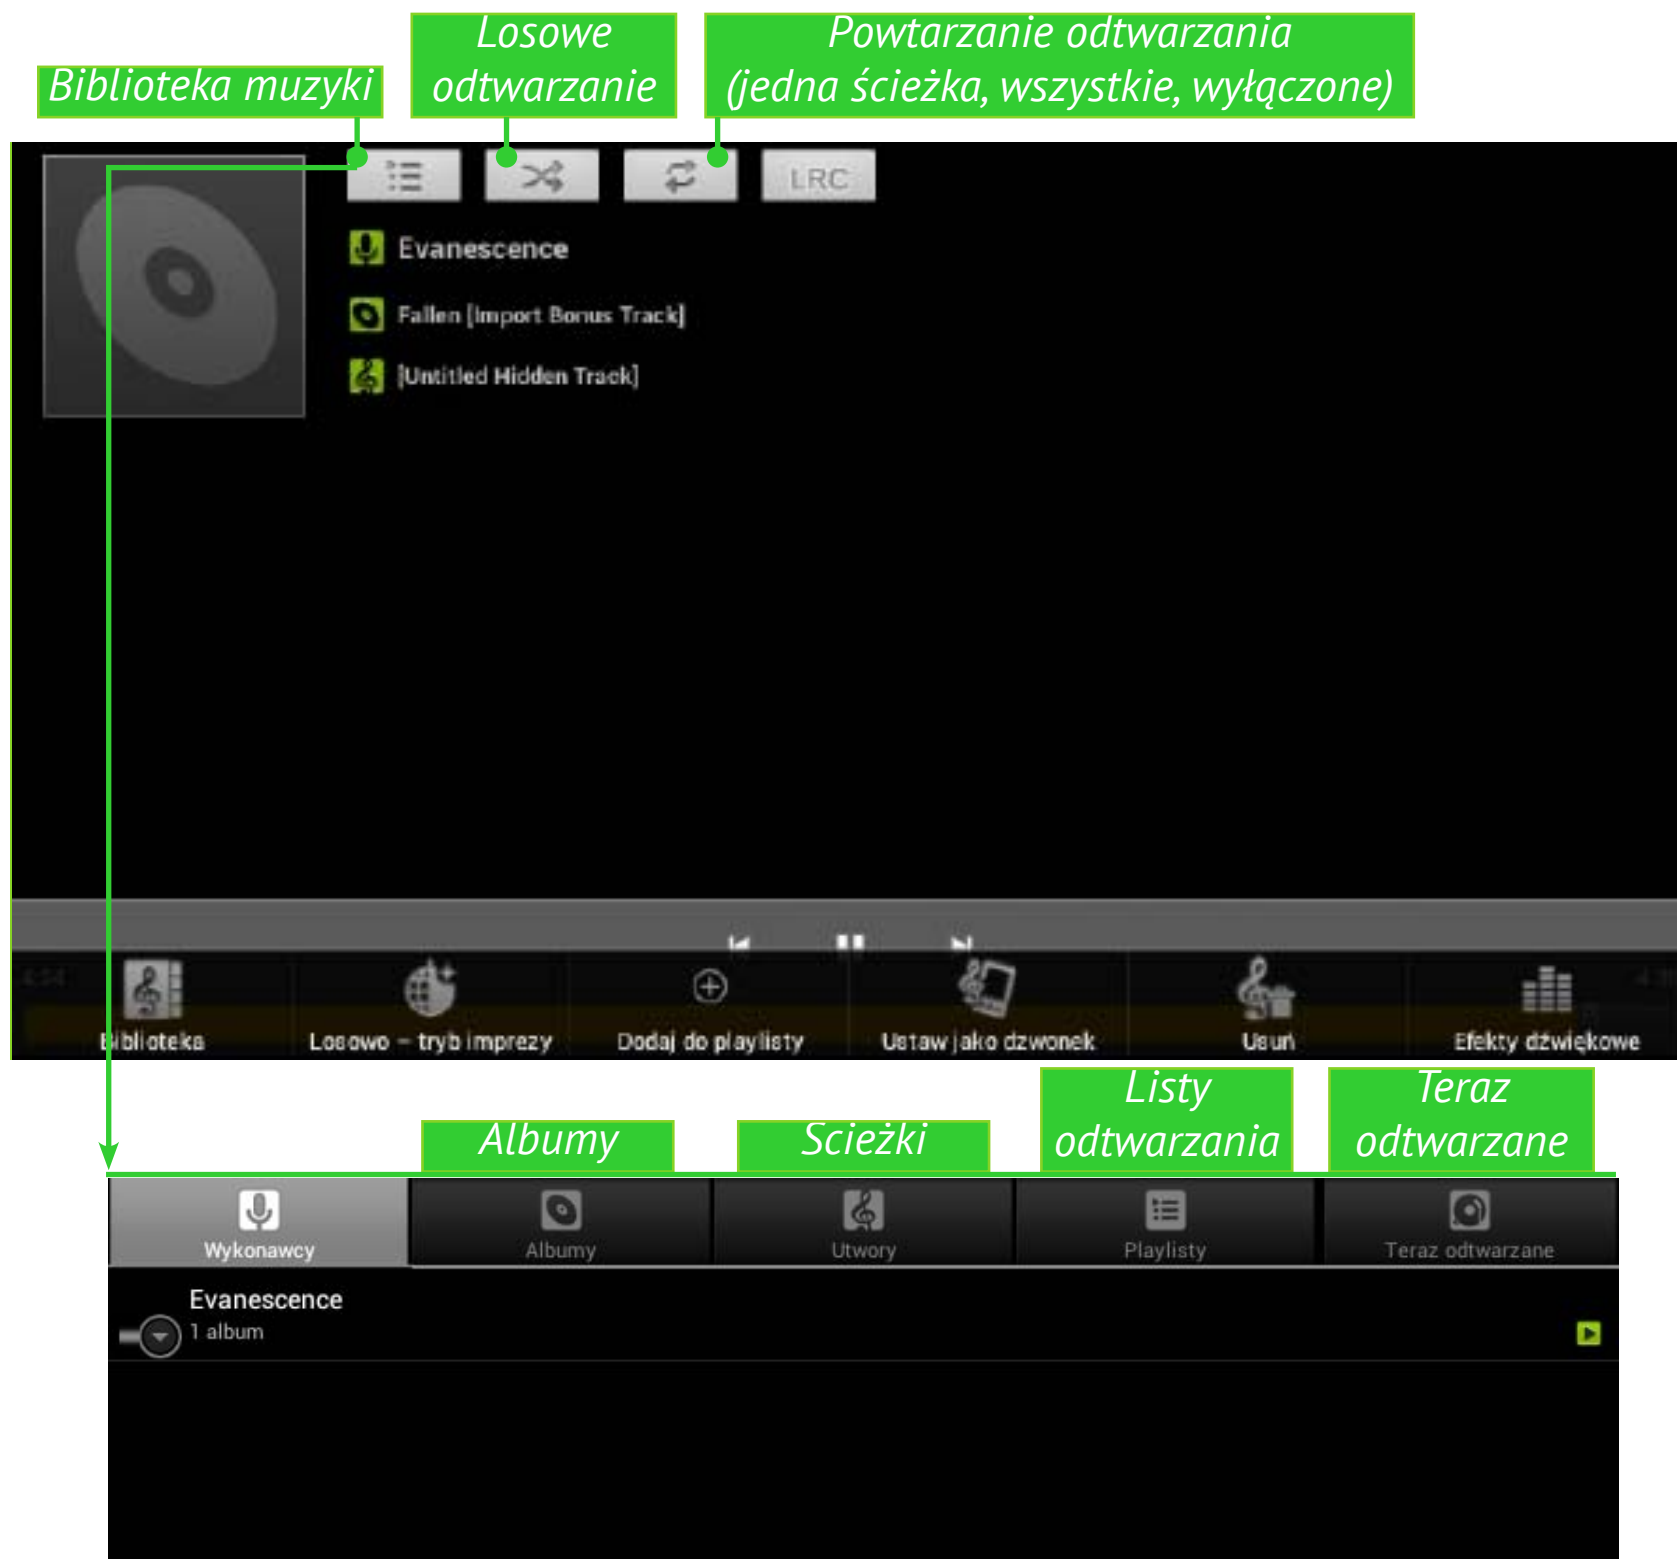 Losowe
odtwarzanie
Powtarzanie odtwarzania
(jedna ścieżka, wszystkie, wyłączone)
Biblioteka muzyki
LRC
Evanescence
Fallen [Import Bonus Track]
[Untitled Hidden Track]
Biblioteka
Losowo – tryb imprezy
Dodaj do playlisty
Ustaw jako dzwonek
Usuń
Efekty dźwiękowe
Albumy
Scieżki
Listy
odtwarzania
Teraz
odtwarzane
Wykonawcy
Albumy
Utwory
Playlisty
Teraz odtwarzane
Evanescence
1 album